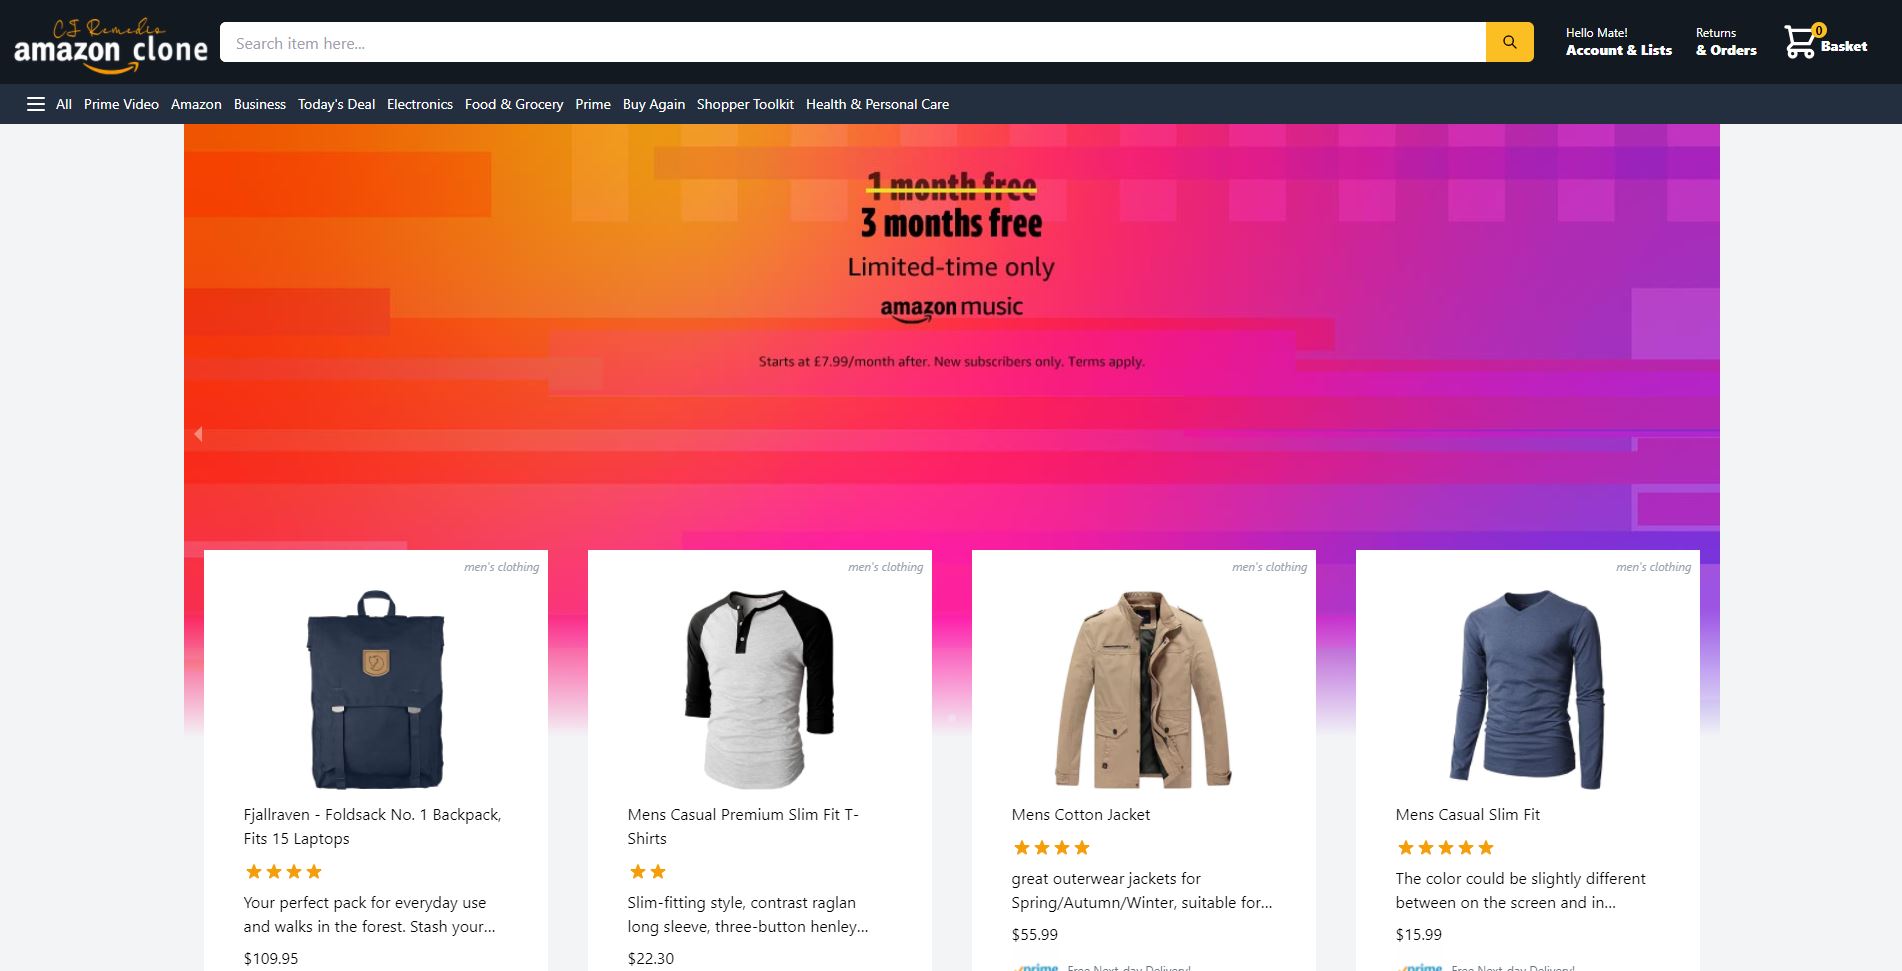 CJ Remedio
amazon clone
Search item here...
Hello Mate!
Account & Lists
Returns
& Orders
0
Basket
All Prime Video Amazon Business Today's Deal Electronics Food & Grocery Prime Buy Again Shopper Toolkit Health & Personal Care
1 month free
3 months free
Limited-time only
amazon music
Starts at £7.99/month after. New subscribers only. Terms apply.
men's clothing
Fjallraven - Foldsack No. 1 Backpack,
Fits 15 Laptops
Your perfect pack for everyday use
and walks in the forest. Stash your...
$109.95
men's clothing
Mens Casual Premium Slim Fit T-
Shirts
Slim-fitting style, contrast raglan
long sleeve, three-button henley...
$22.30
men's clothing
Mens Cotton Jacket
great outerwear jackets for
Spring/Autumn/Winter, suitable for...
$55.99
prime Free Next-day Delivery!
men's clothing
Mens Casual Slim Fit
The color could be slightly different
between on the screen and in...
$15.99
prime Free Next-day Delivery!